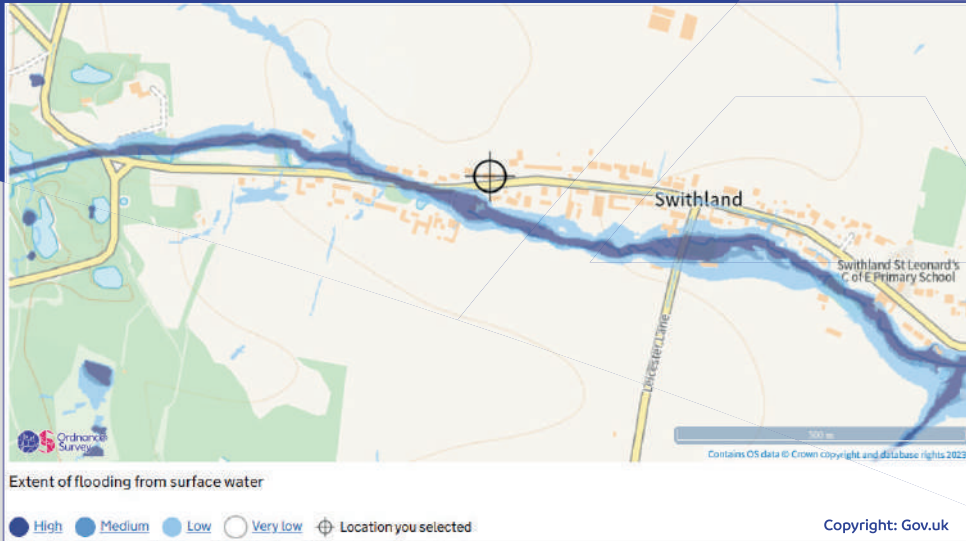 Swithland
Swithland St Leonard's
C of E Primary School
Leicester Lane
Ordnance
Survey
500 m
Contains OS data © Crown copyright and database rights 2023
Extent of flooding from surface water
High Medium Low Very low Location you selected
Copyright: Gov.uk